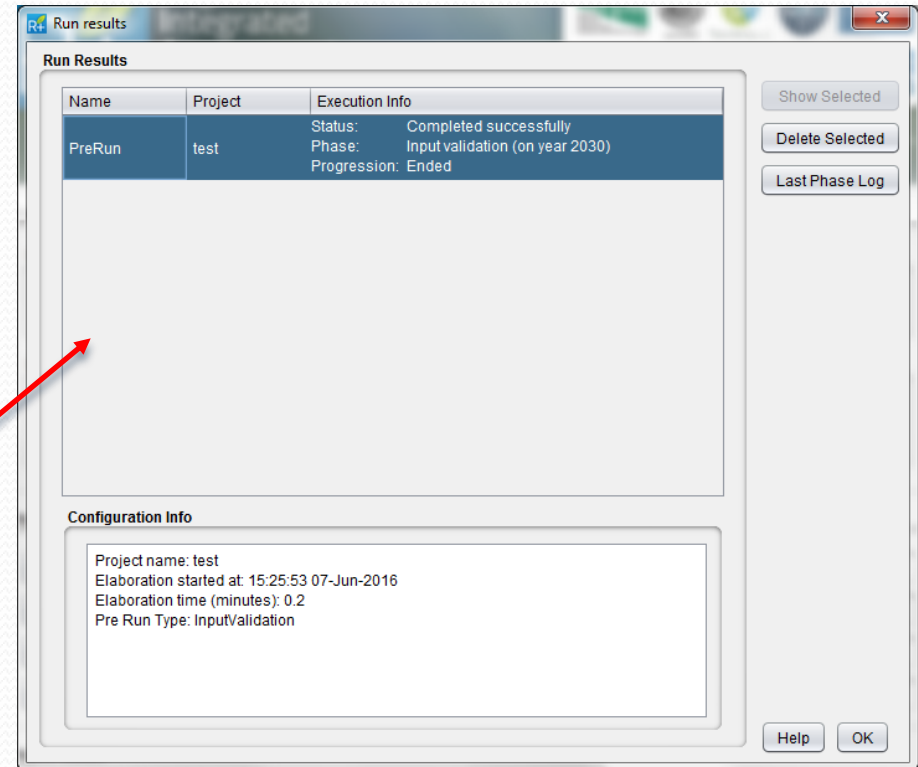 Integrated
R+ Run results
Run Results
Name Project Execution Info
PreRun test
Status: Completed successfully
Phase: Input validation (on year 2030)
Progression: Ended
Show Selected
Delete Selected
Last Phase Log
Configuration Info
Project name: test
Elaboration started at: 15:25:53 07-Jun-2016
Elaboration time (minutes): 0.2
Pre Run Type: InputValidation
Help OK